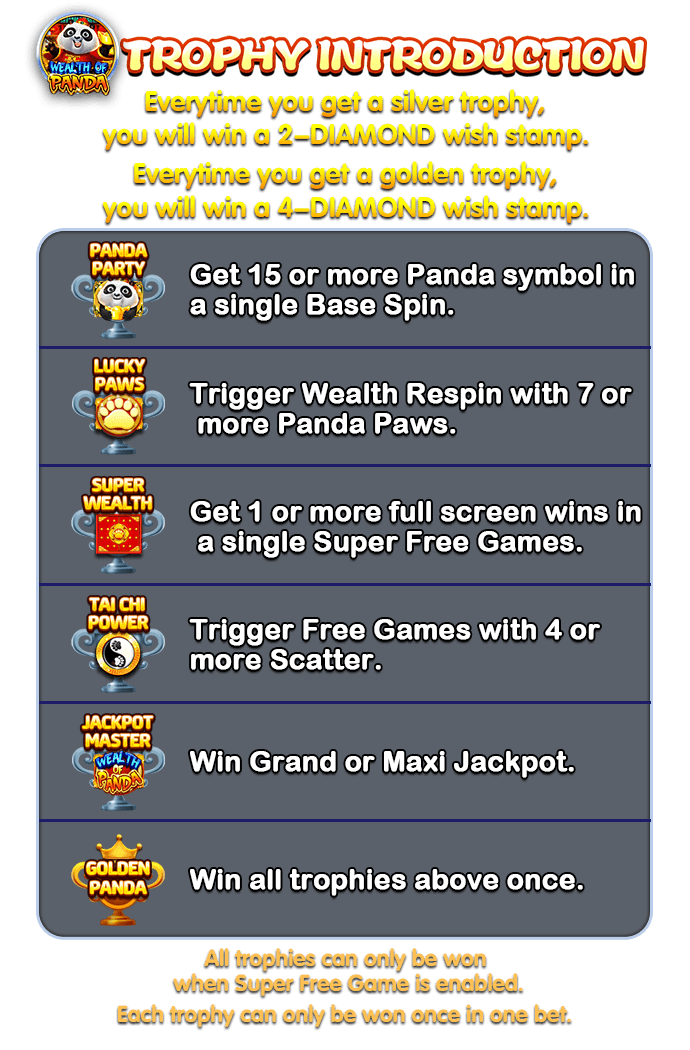 WEALTH OF
PANDA
TROPHY INTRODUCTION
Everytime you get a silver trophy,
you will win a 2-DIAMOND wish stamp.
Everytime you get a golden trophy,
you will win a 4-DIAMOND wish stamp.
PANDA
PARTY
Get 15 or more Panda symbol in
a single Base Spin.
LUCKY
PAWS
Trigger Wealth Respin with 7 or
more Panda Paws.
SUPER
WEALTH
Get 1 or more full screen wins in
a single Super Free Games.
TAI CHI
POWER
Trigger Free Games with 4 or
more Scatter.
JACKPOT
MASTER
WEALTH
OF
PANDA
Win Grand or Maxi Jackpot.
GOLDEN
PANDA
Win all trophies above once.
All trophies can only be won
when Super Free Game is enabled.
Each trophy can only be won once in one bet.